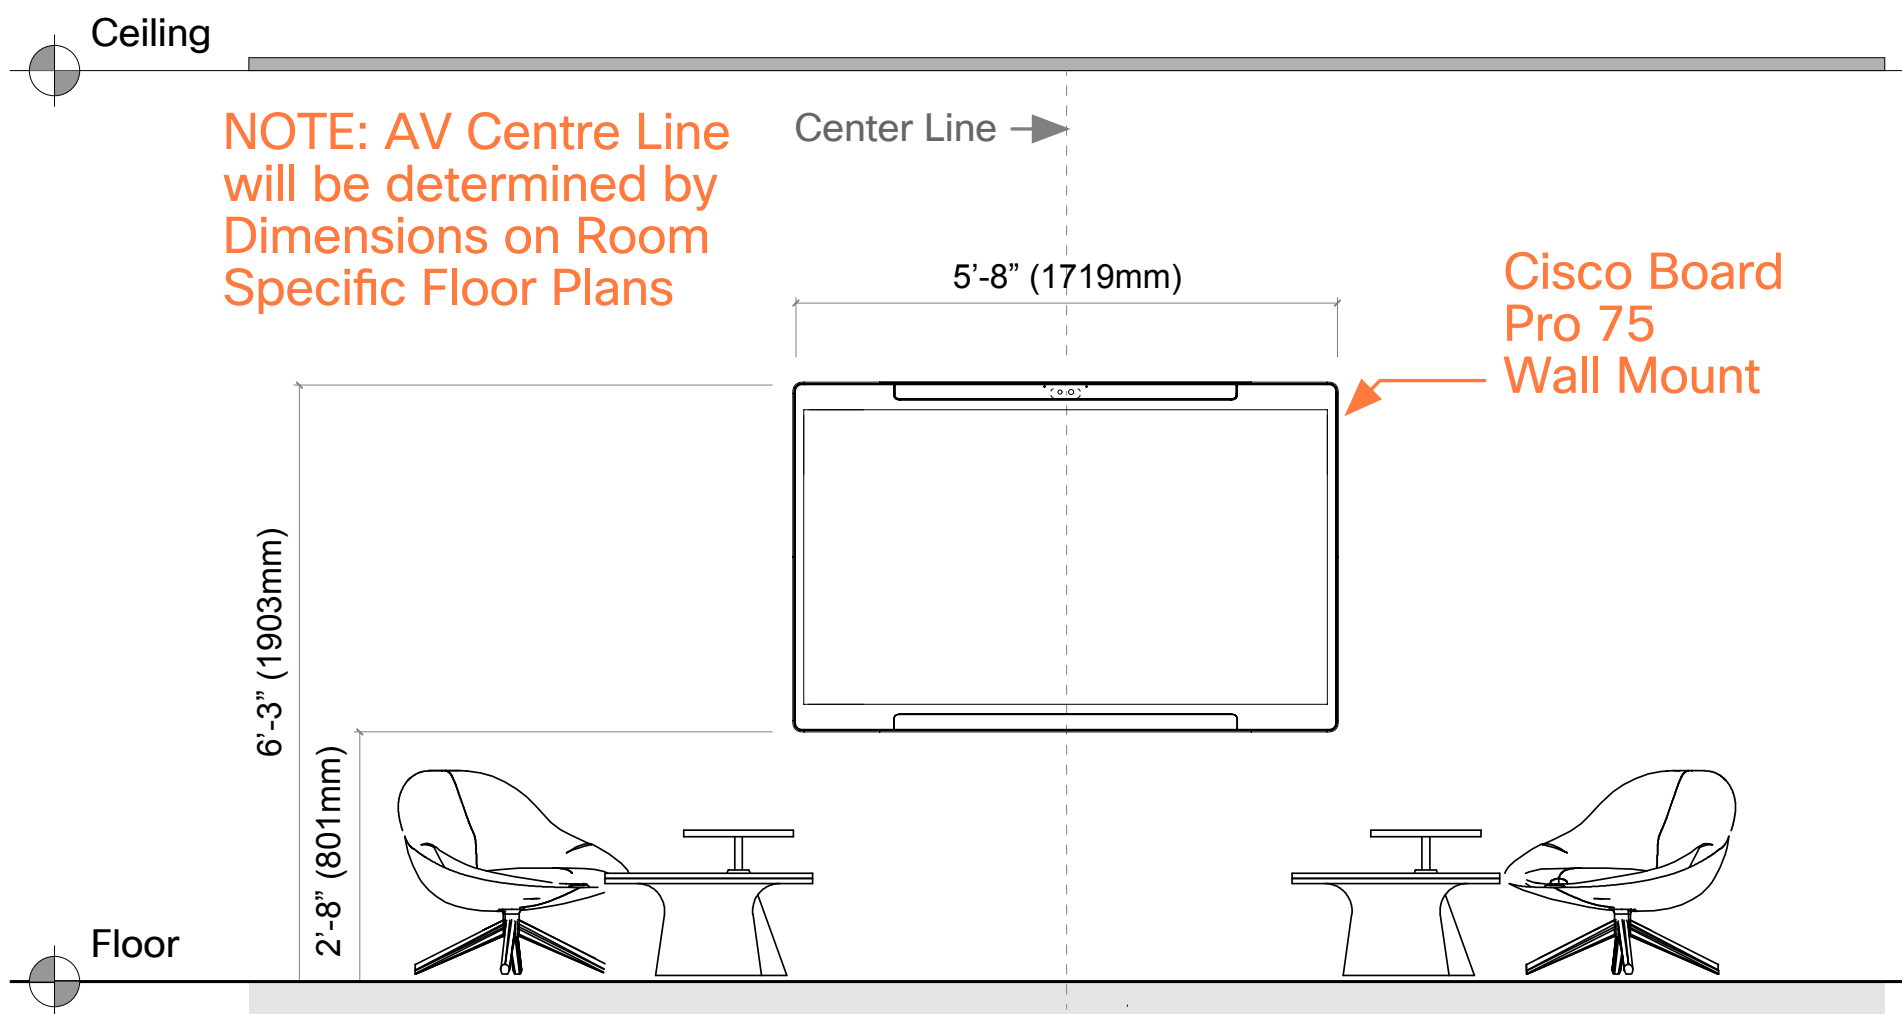 Ceiling
NOTE: AV Centre Line
will be determined by
Dimensions on Room
Specific Floor Plans
Center Line
5’-8” (1719mm)
Cisco Board
Pro 75
Wall Mount
6’-3” (1903mm)
2’-8” (801mm)
Floor